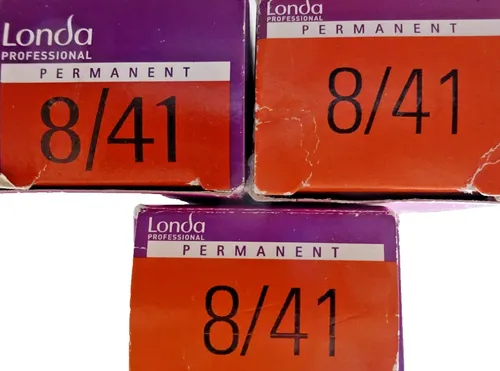 Londa
PROFESSIONAL
PERMANENT
8/41
Londa
PROFESSIONAL
PERMANENT
8/41
Londa
PROFESSIONAL
PERMANENT
8/41